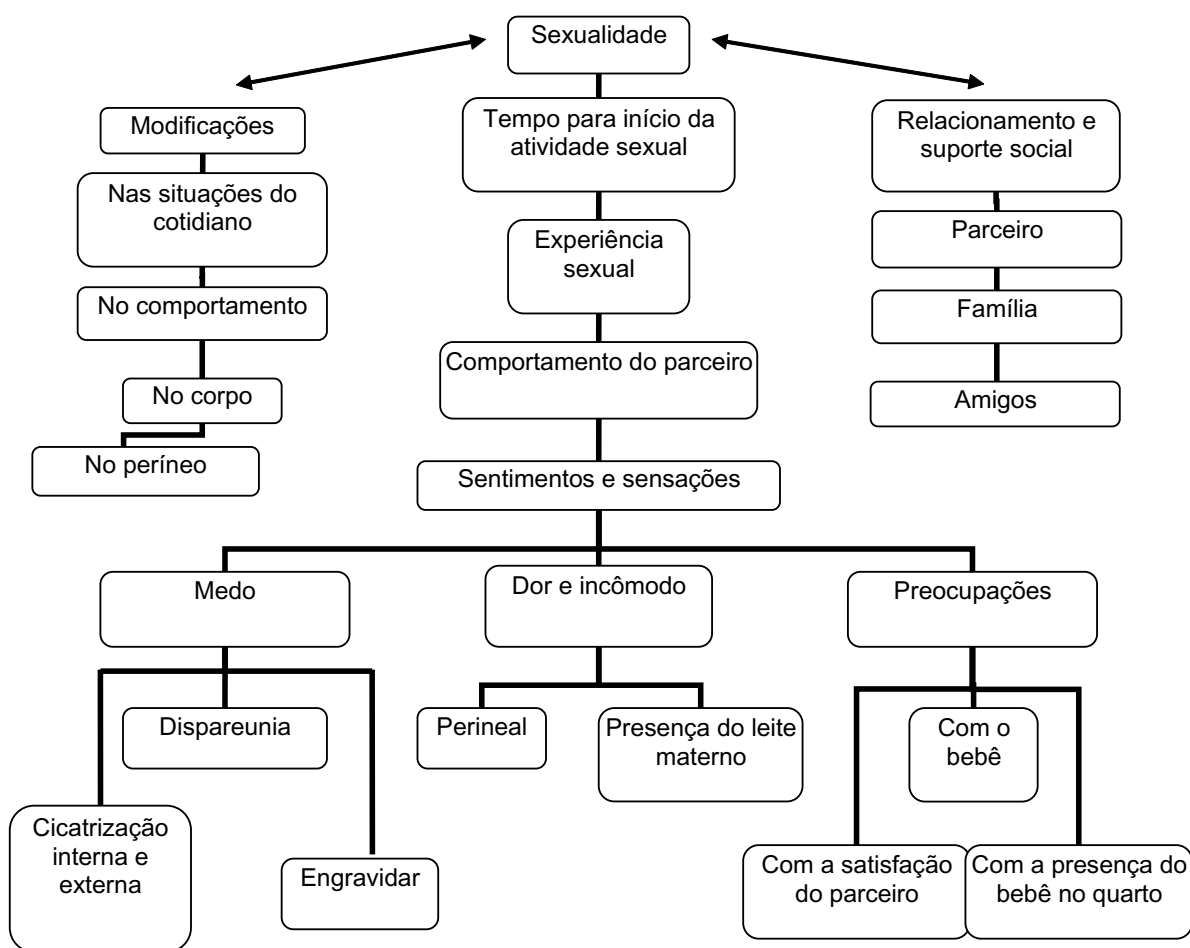 Sexualidade
Modificações
Tempo para início da
atividade sexual
Relacionamento e
suporte social
Nas situações do
cotidiano
Parceiro
Experiência
sexual
No comportamento
Família
Comportamento do parceiro
No corpo
Amigos
No períneo
Sentimentos e sensações
Medo
Dor e incômodo
Preocupações
Dispareunia
Perineal
Presença do leite
materno
Com o
bebê
Cicatrização
interna e
externa
Engravidar
Com a satisfação
do parceiro
Com a presença do
bebê no quarto